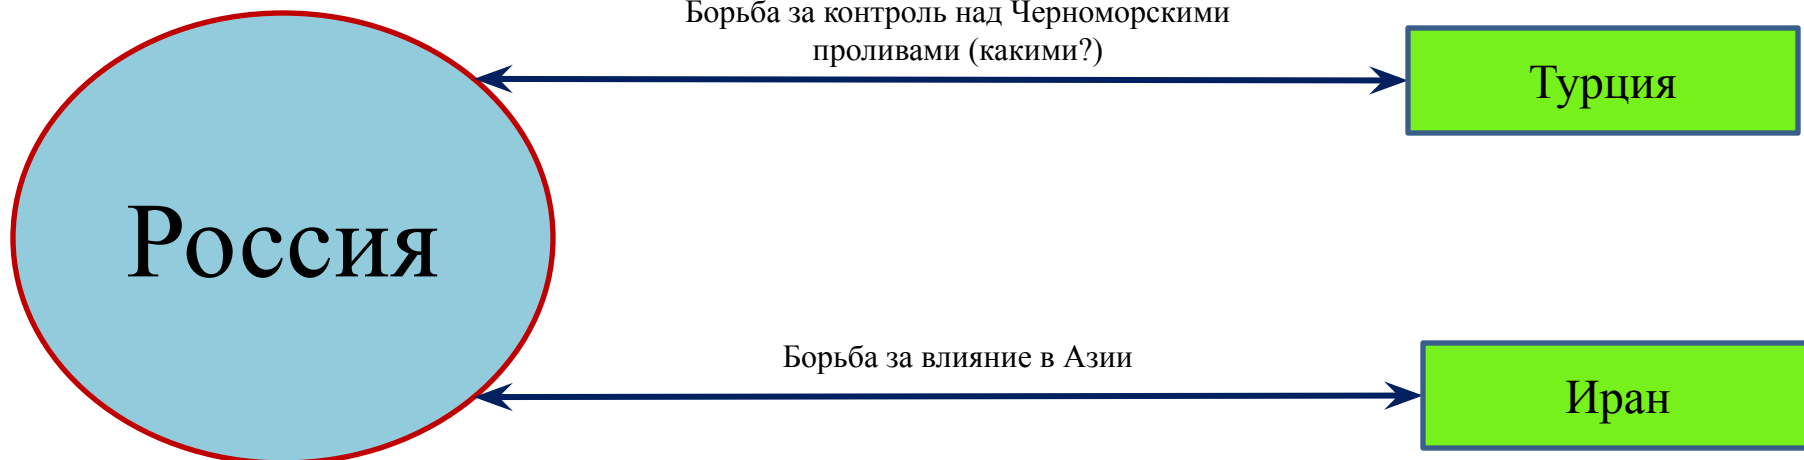 Борьба за контроль над Черноморскими
проливами (какими?)
Турция
Россия
Борьба за влияние в Азии
Иран